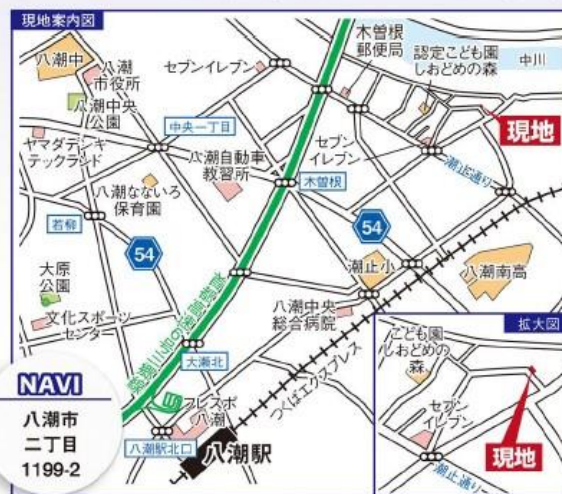 現地案内図
八潮中
八潮
市役所
八潮中央
公園
ヤマダデンキ
テックランド
セブンイレブン
中央一丁目
八潮自動車
教習所
八潮なないろ
保育園
若柳
54
大原
公園
文化スポーツ
センター
木曽根
郵便局
認定こども園
しおどめの森
中川
セブン
イレブン
現地
潮止通り
木曽根
54
潮止小
八潮南高
八潮中央
総合病院
首都高速6号三郷線
大瀬北
フレスポ
八潮
八潮駅北口
八潮駅
つくばエクスプレス
NAVI
八潮市
二丁目
1199-2
拡大図
こども園
しおどめの
森
セブン
イレブン
現地
潮止通り